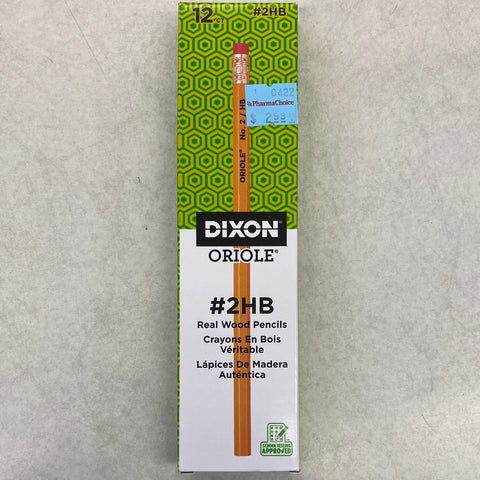 12 CT
#2HB
1 0422
PharmaChoice
$ 2.99
ORIOLE® No. 2 / HB
DIXON®
ORIOLE®
#2HB
Real Wood Pencils
Crayons En Bois
Véritable
Lápices De Madera
Auténtica
SCHOOL TESTING
APPROVED